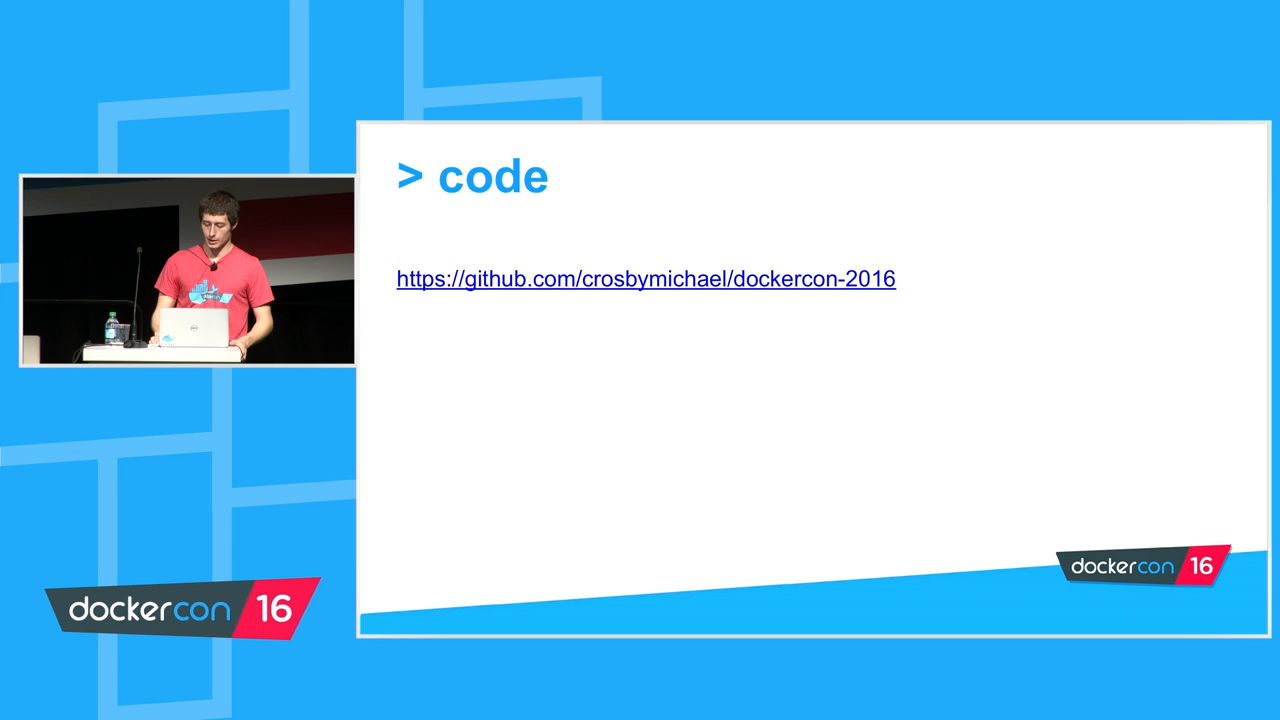 > code
https://github.com/crosbymichael/dockercon-2016
dockercon 16
dockercon 16